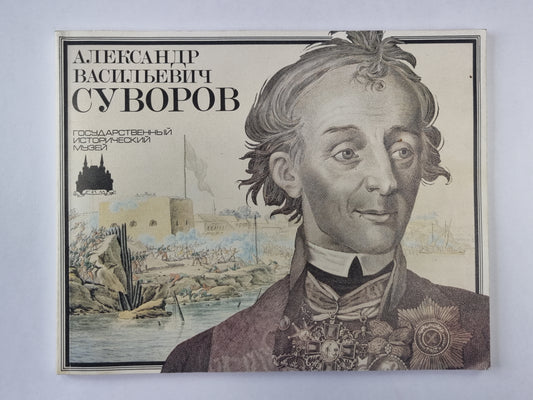 АЛЕКСАНДР
ВАСИЛЬЕВИЧ
СУВОРОВ
ГОСУДАРСТВЕННЫЙ
ИСТОРИЧЕСКИЙ
МУЗЕЙ